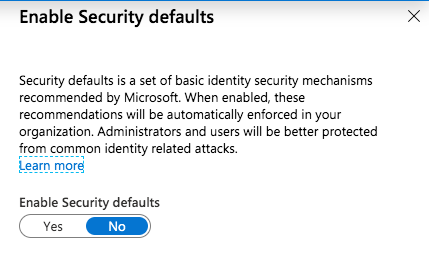 Enable Security defaults
Security defaults is a set of basic identity security mechanisms
recommended by Microsoft. When enabled, these
recommendations will be automatically enforced in your
organization. Administrators and users will be better protected
from common identity related attacks.
Learn more
Enable Security defaults
Yes No